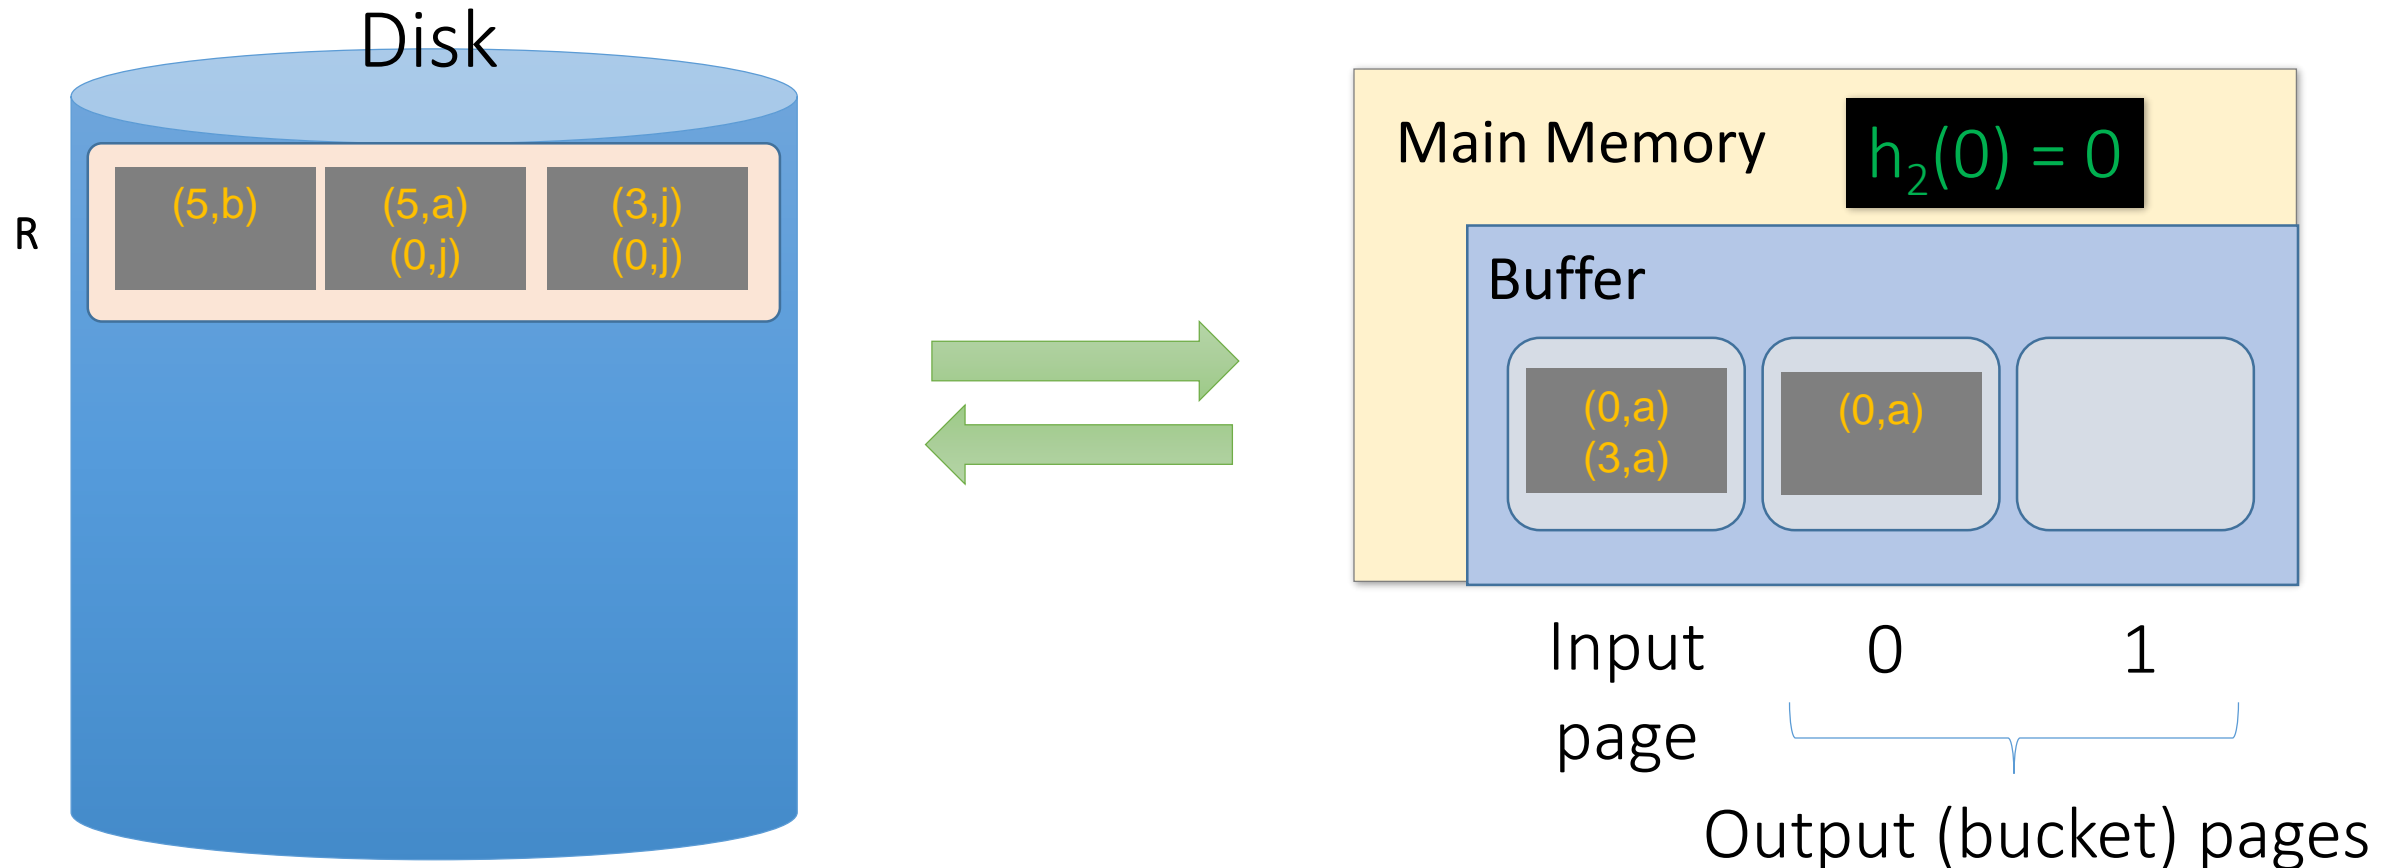 Disk
R
(5,b)
(5,a)
(0,j)
(3,j)
(0,j)
Main Memory
h₂(0) = 0
Buffer
(0,a)
(3,a)
(0,a)
Input
page
0
1
Output (bucket) pages